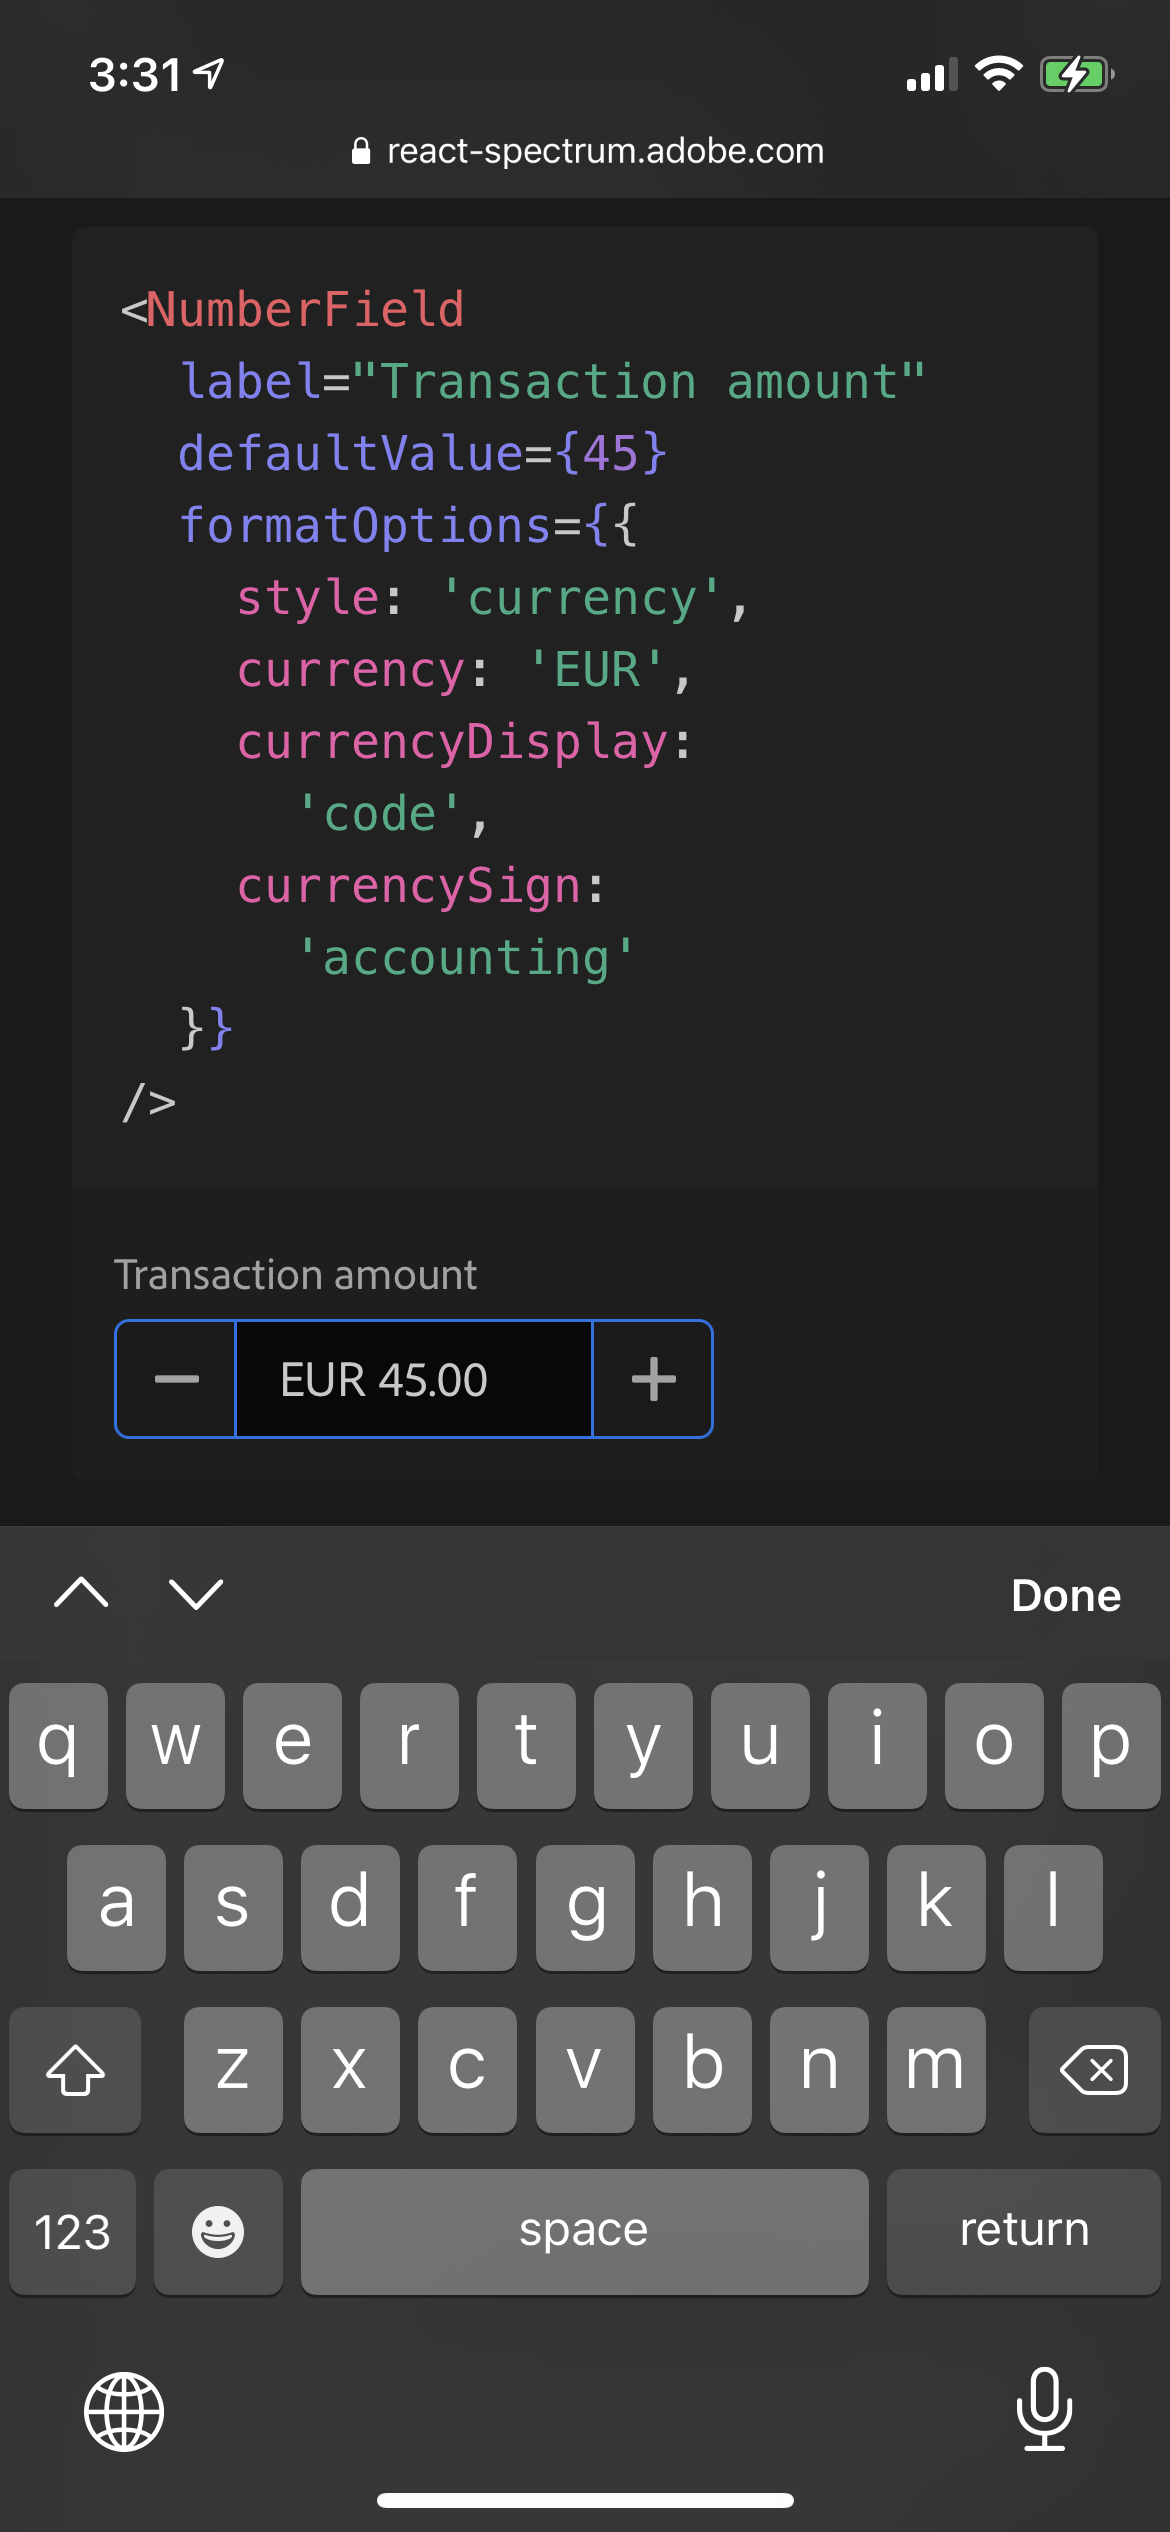 3:31
react-spectrum.adobe.com
<NumberField
label="Transaction amount"
defaultValue={45}
formatOptions={{
style: 'currency',
currency: 'EUR',
currencyDisplay:
'code',
currencySign:
'accounting'
}}
/>
Transaction amount
EUR 45.00
Done
q w e r t y u i o p
a s d f g h j k l
z x c v b n m
123 space return